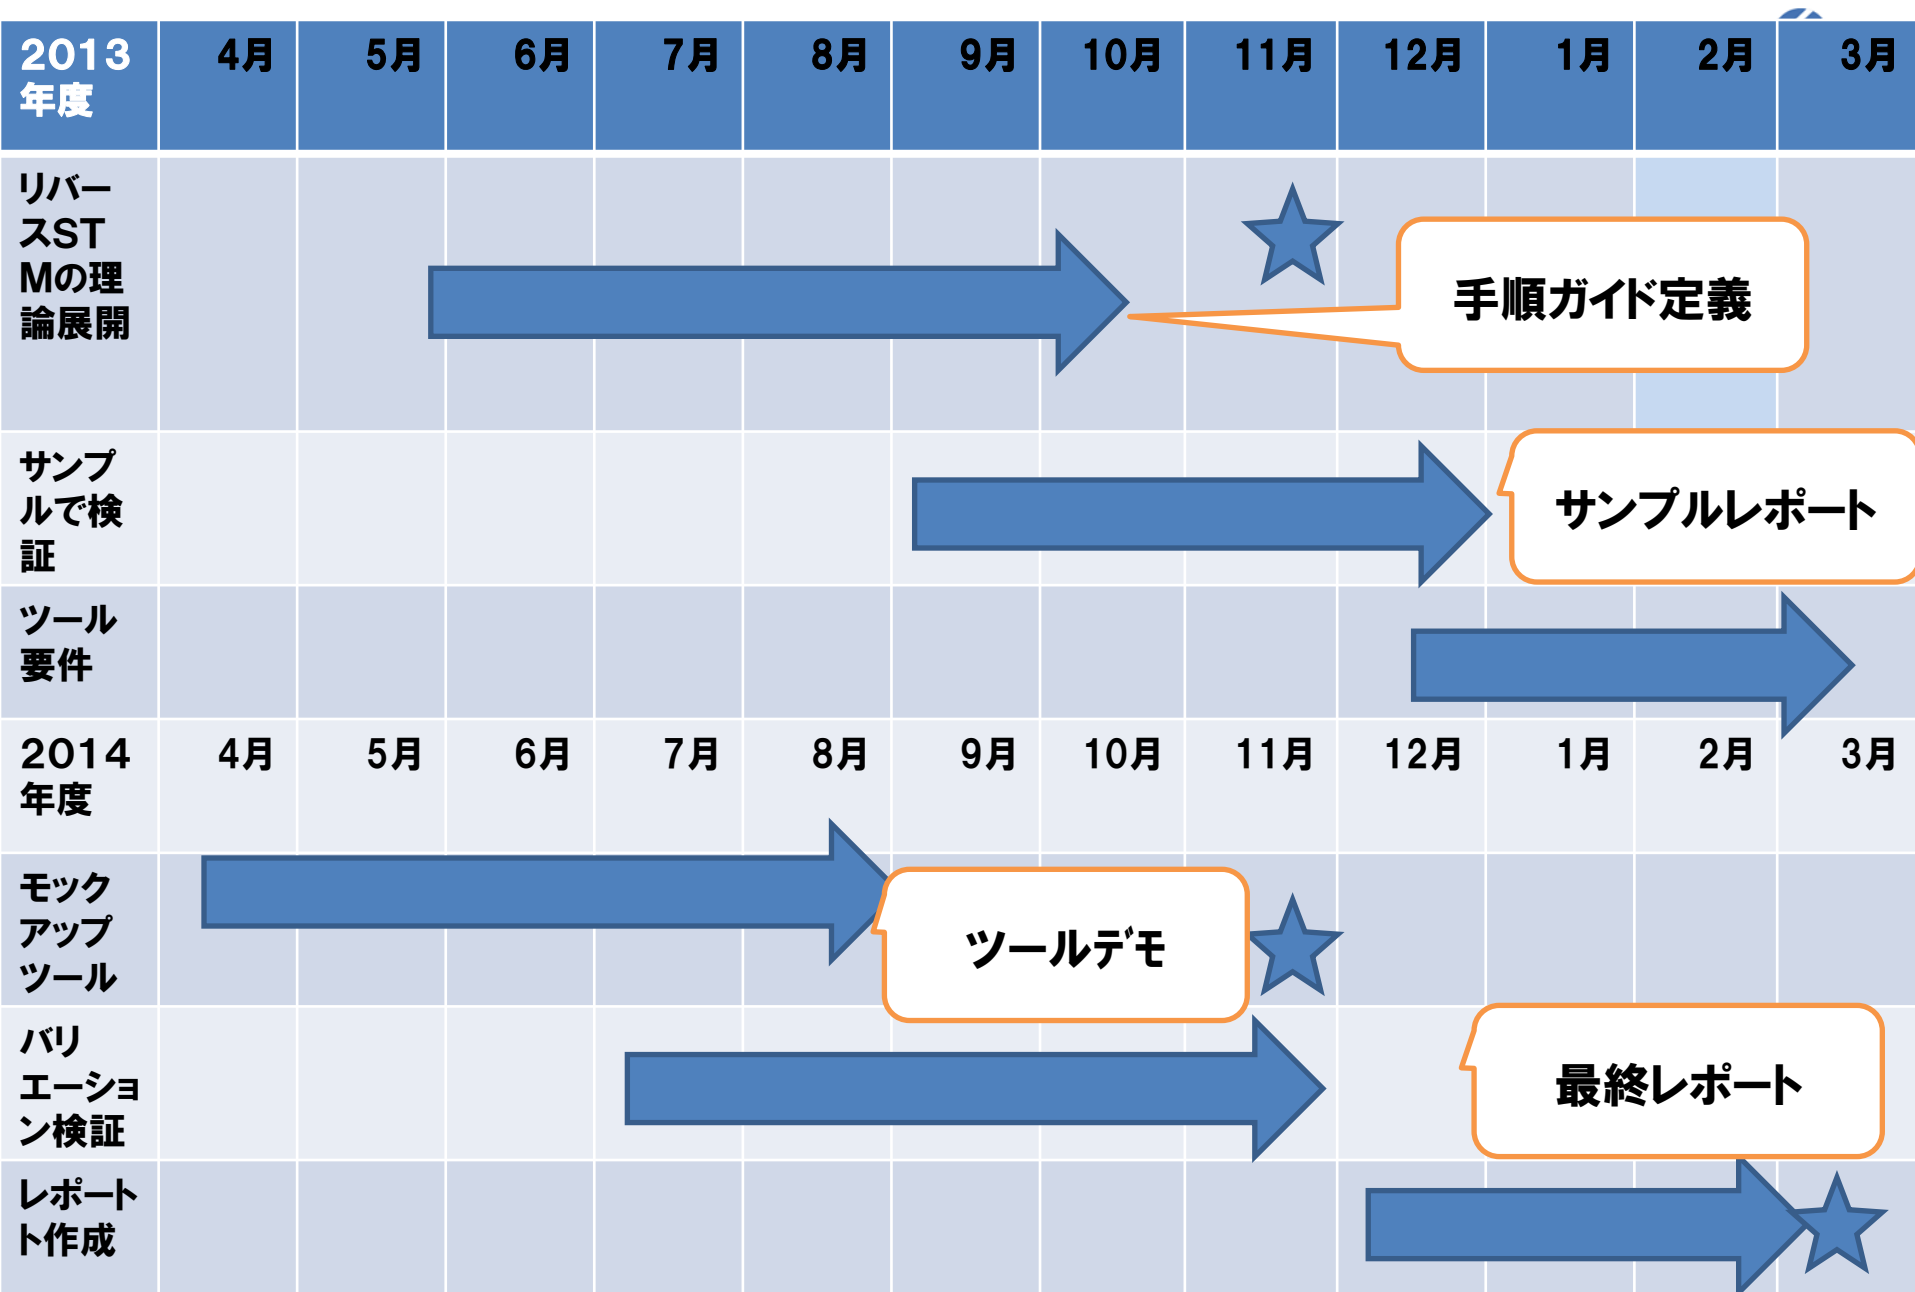 2013 4月 5月 6月 7月 8月 9月 10月 11月 12月 1月 2月 3月
年度
リバー
スST
Mの理
論展開
手順ガイド定義
サンプ
ルで検
証
サンプルレポート
ツール
要件
2014 4月 5月 6月 7月 8月 9月 10月 11月 12月 1月 2月 3月
年度
モック
アップ
ツール
ツールデモ
バリ
エーショ
ン検証
最終レポート
レポート
ト作成